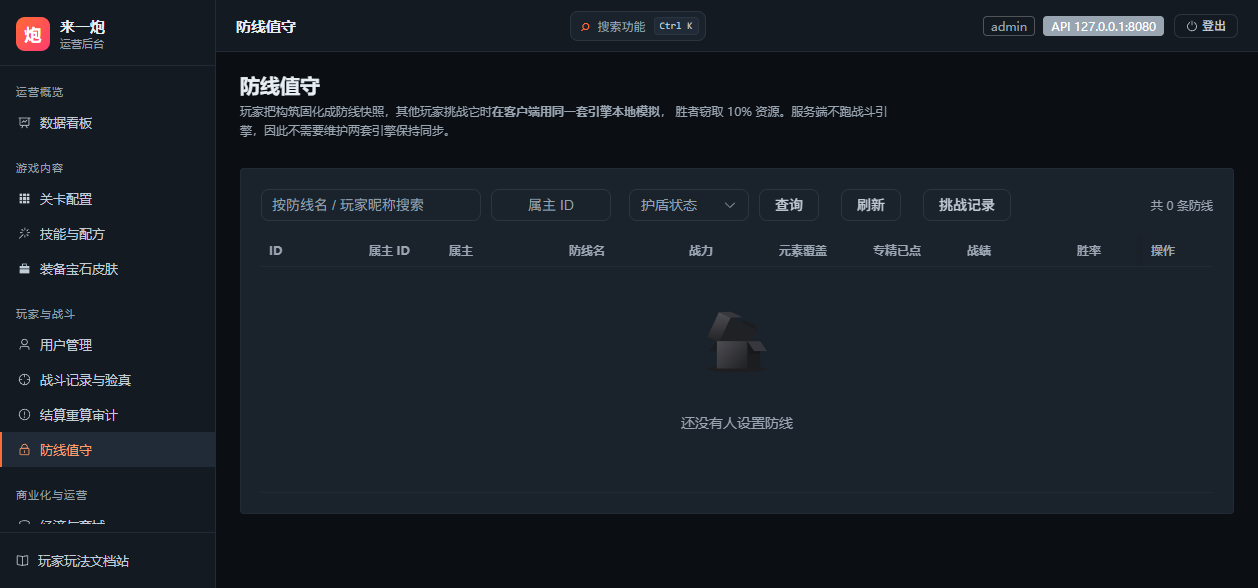 炮
来一炮
运营后台
运营概览
数据看板
游戏内容
关卡配置
技能与配方
装备宝石皮肤
玩家与战斗
用户管理
战斗记录与验真
结算重算审计
防线值守
商业化与运营
经济与商城
玩家玩法文档站
防线值守
搜索功能 Ctrl K
admin
API 127.0.0.1:8080
登出
防线值守
玩家把构筑固化成防线快照，其他玩家挑战它时在客户端用同一套引擎本地模拟， 胜者窃取 10% 资源。服务端不跑战斗引
擎，因此不需要维护两套引擎保持同步。
按防线名 / 玩家昵称搜索 属主 ID 护盾状态 查询 刷新 挑战记录 共 0 条防线
ID 属主 ID 属主 防线名 战力 元素覆盖 专精已点 战绩 胜率 操作
还没有人设置防线